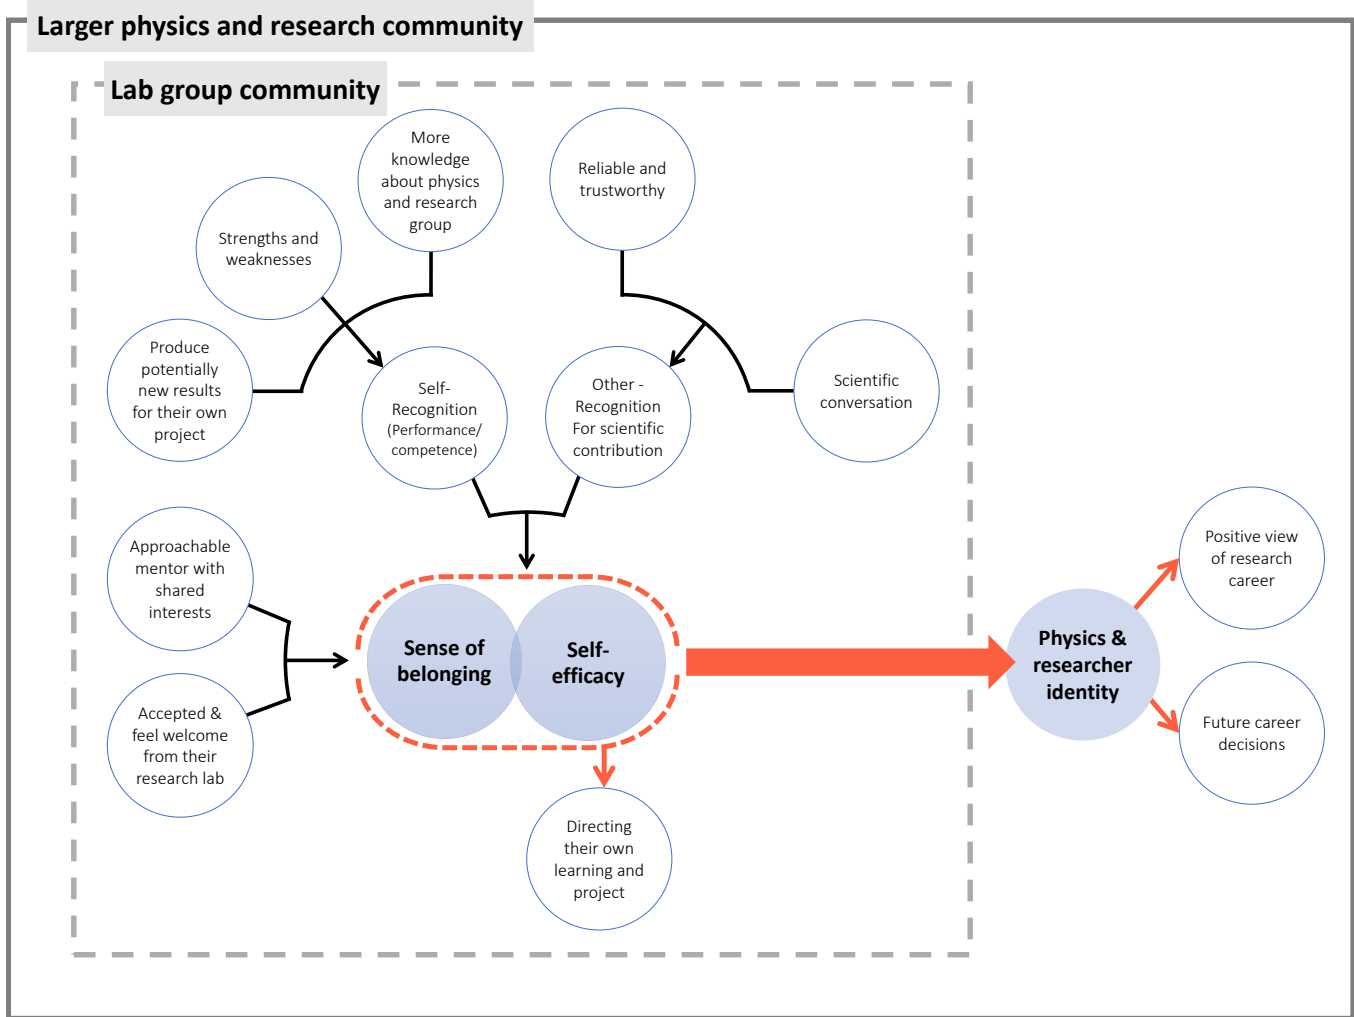 Larger physics and research community
Lab group community
More
knowledge
about physics
and research
group
Reliable and
trustworthy
Strengths and
weaknesses
Produce
potentially
new results
for their own
project
Self-
Recognition
(Performance/
competence)
Other -
Recognition
For scientific
contribution
Scientific
conversation
Approachable
mentor with
shared
interests
Accepted &
feel welcome
from their
research lab
Sense of
belonging
Self-
efficacy
Directing
their own
learning and
project
Physics &
researcher
identity
Positive view
of research
career
Future career
decisions